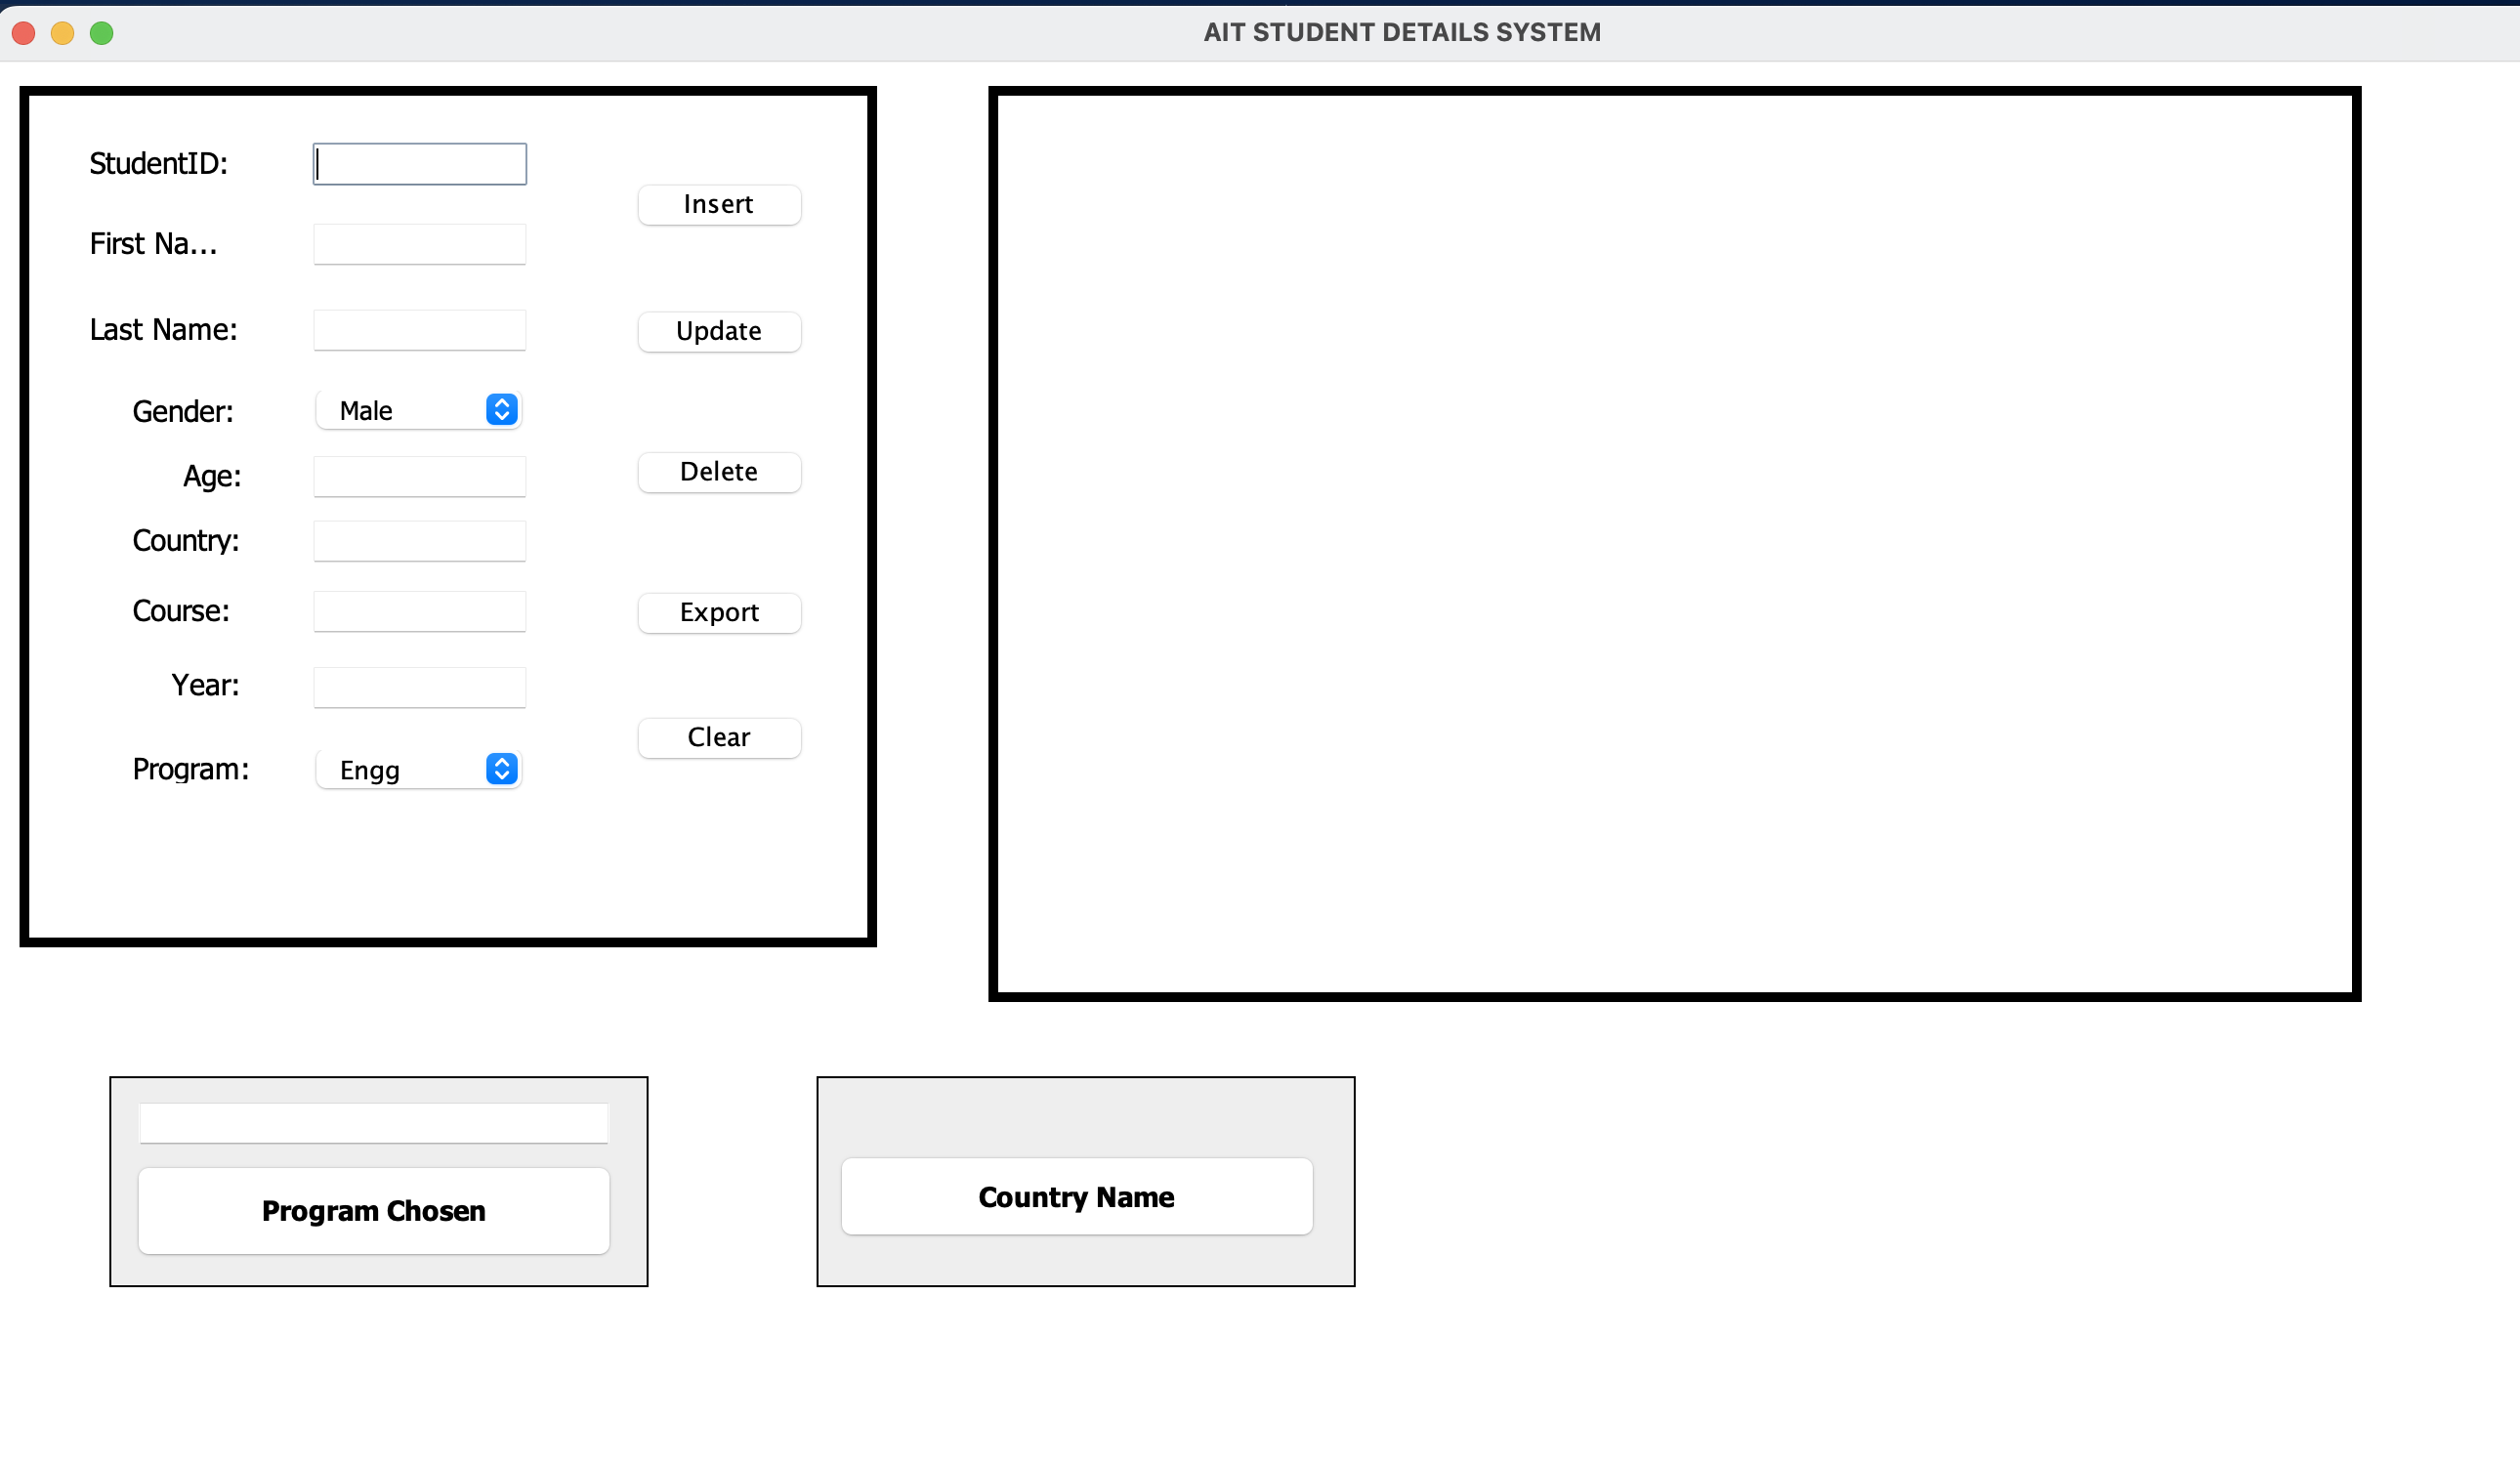 AIT STUDENT DETAILS SYSTEM
StudentID:
Insert
First Na...
Last Name:
Update
Gender:
Male
Age:
Delete
Country:
Course:
Export
Year:
Clear
Program:
Engg
Program Chosen
Country Name